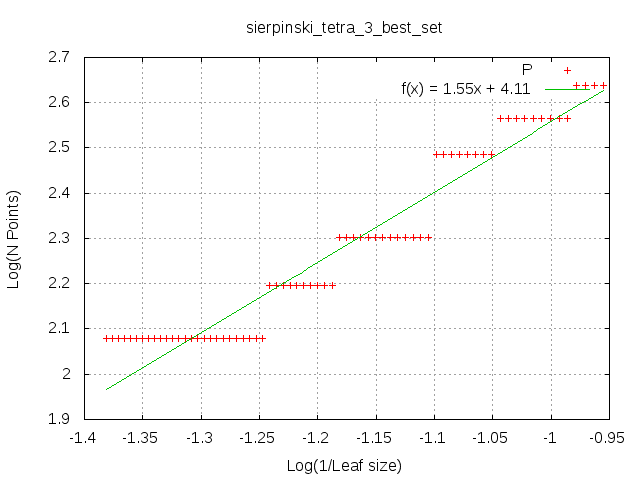 sierpinski_tetra_3_best_set
2.7
2.6
2.5
2.4
2.3
2.2
2.1
2
1.9
Log(N Points)
P
f(x) = 1.55x + 4.11
-1.4 -1.35 -1.3 -1.25 -1.2 -1.15 -1.1 -1.05 -1 -0.95
Log(1/Leaf size)